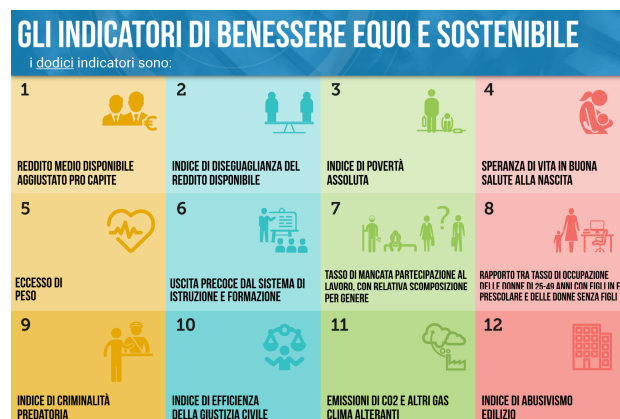 GLI INDICATORI DI BENESSERE EQUO E SOSTENIBILE
i dodici indicatori sono:
1
REDDITO MEDIO DISPONIBILE
AGGIUSTATO PRO CAPITE
2
INDICE DI DISEGUAGLIANZA DEL
REDDITO DISPONIBILE
3
INDICE DI POVERTÀ
ASSOLUTA
4
SPERANZA DI VITA IN BUONA
SALUTE ALLA NASCITA
5
ECCESSO DI
PESO
6
USCITA PRECOCE DAL SISTEMA DI
ISTRUZIONE E FORMAZIONE
7
TASSO DI MANCATA PARTECIPAZIONE AL
LAVORO, CON RELATIVA SCOMPOSIZIONE
PER GENERE
8
RAPPORTO TRA TASSO DI OCCUPAZIONE
DELLE DONNE DI 25-49 ANNI CON FIGLI IN
PRESCOLARE E DELLE DONNE SENZA FIGLI
9
INDICE DI CRIMINALITÀ
PREDATORIA
10
INDICE DI EFFICIENZA
DELLA GIUSTIZIA CIVILE
11
EMISSIONI DI CO2 E ALTRI GAS
CLIMA ALTERANTI
12
INDICE DI ABUSIVISMO
EDILIZIO